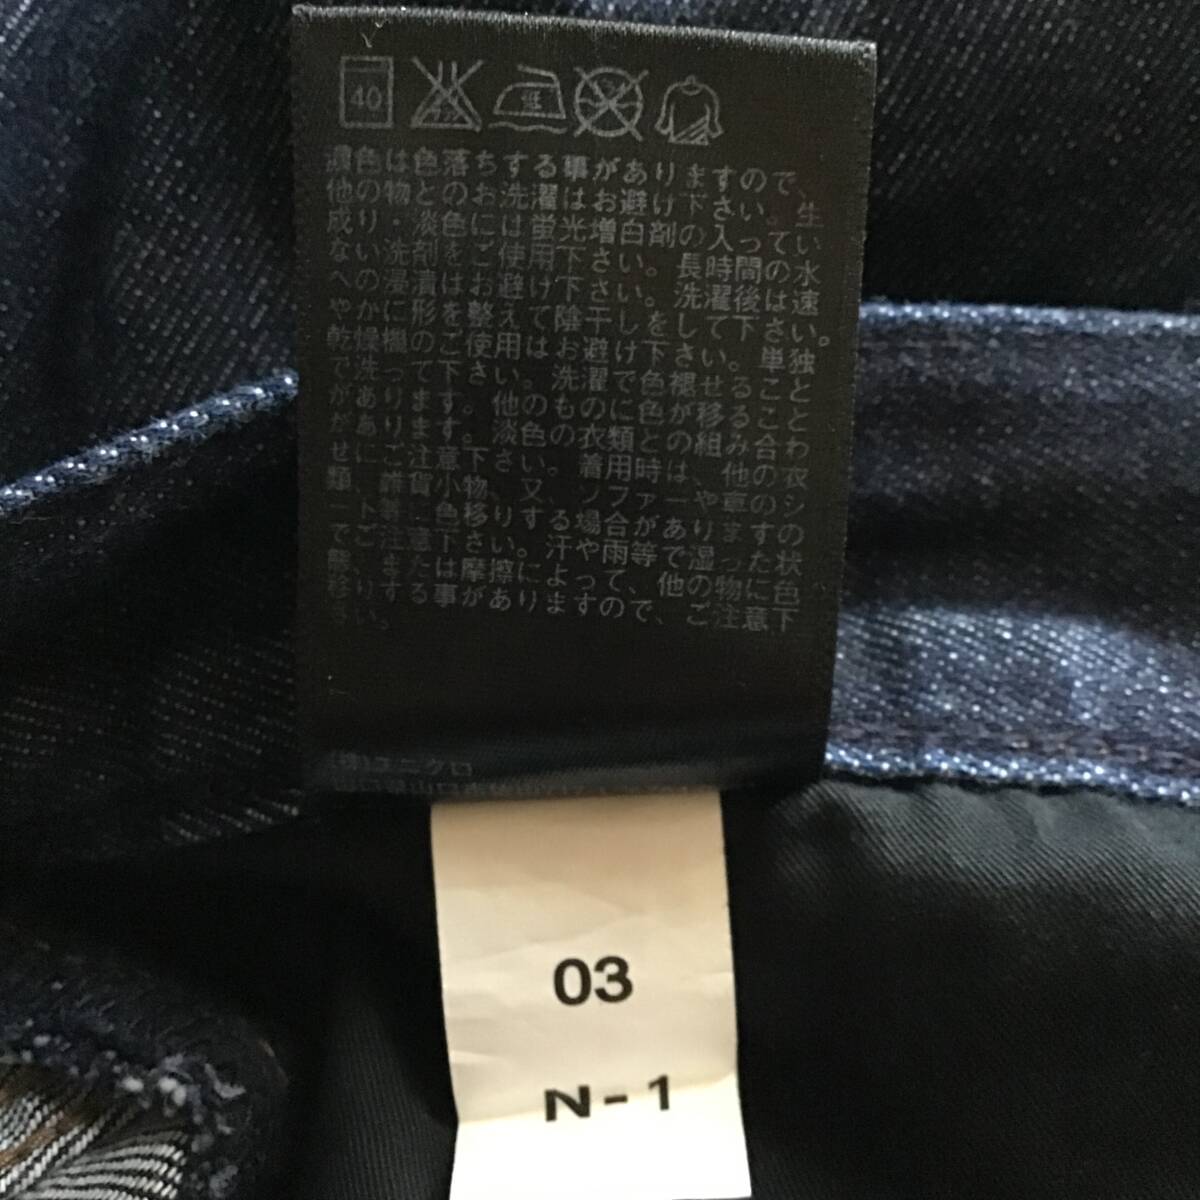 40
濃色は色落ちする事がありますので、
他の物とのお洗濯はお避け下さい。生
成り・淡色には蛍光増白剤の入ってい
ない洗剤をご使用下さい。長時間の水
への浸漬はお避け下さい。洗濯後は速
やかに形を整えて陰干しして下さい。
乾燥機のご使用はお避け下さい。単独
で洗って下さい。洗濯で色褪せること
があります。他のものに色移ること
があります。淡色の衣類との組み合わ
せにご注意下さい。着用時は、他の衣
類、雑貨小物、又、ソファーや車のシ
ート等に色移りする場合がありますの
でご注意下さい。汗や雨等で湿った状
態、または摩擦によって、他の物に色
移りする事がありますので、ご注意下
さい。
(株)ユニクロ
03
N-1